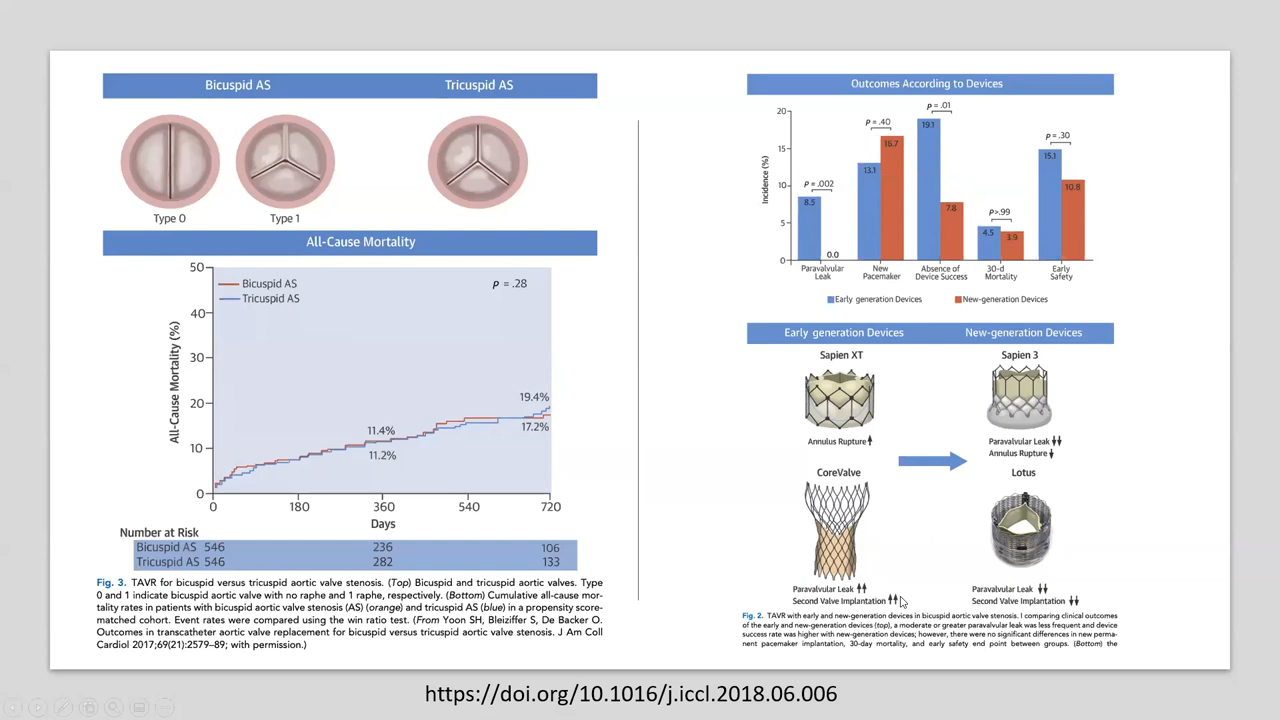 Bicuspid AS
Tricuspid AS
Type 0
Type 1
All-Cause Mortality
50
40
30
20
10
0
All-Cause Mortality (%)
Bicuspid AS
Tricuspid AS
p = .28
11.4%
11.2%
19.4%
17.2%
0
180
360
540
720
Days
Number at Risk
Bicuspid AS 546 236 106
Tricuspid AS 546 282 133
Fig. 3. TAVR for bicuspid versus tricuspid aortic valve stenosis. (Top) Bicuspid and tricuspid aortic valves. Type
0 and 1 indicate bicuspid aortic valve with no raphe and 1 raphe, respectively. (Bottom) Cumulative all-cause mor-
tality rates in patients with bicuspid aortic valve stenosis (AS) (orange) and tricuspid AS (blue) in a propensity score-
matched cohort. Event rates were compared using the win ratio test. (From Yoon SH, Bleiziffer S, De Backer O.
Outcomes in transcatheter aortic valve replacement for bicuspid versus tricuspid aortic valve stenosis. J Am Coll
Cardiol 2017;69(21):2579–89; with permission.)
Outcomes According to Devices
20
15
10
5
0
Incidence (%)
p = .002
8.5
0.0
p = .40
13.1
16.7
p = .01
19.1
7.8
p>.99
4.5
3.9
p = .30
15.1
10.8
Paravalvular
Leak
New
Pacemaker
Absence of
Device Success
30-d
Mortality
Early
Safety
Early generation Devices
New-generation Devices
Early generation Devices
New-generation Devices
Sapien XT
Sapien 3
Annulus Rupture↑
Paravalvular Leak↓↓
Annulus Rupture↓
CoreValve
Lotus
Paravalvular Leak ↑↑
Second Valve Implantation ↑↑
Paravalvular Leak ↓↓
Second Valve Implantation ↓↓
Fig. 2. TAVR with early and new-generation devices in bicuspid aortic stenosis. I comparing clinical outcomes
of the early and new-generation devices (top), a moderate or greater paravalvular leak was less frequent and device
success rate was higher with new-generation devices; however, there were no significant differences in new perma-
nent pacemaker implantation, 30-day mortality, and early safety end point between groups. (Bottom) the
https://doi.org/10.1016/j.iccl.2018.06.006